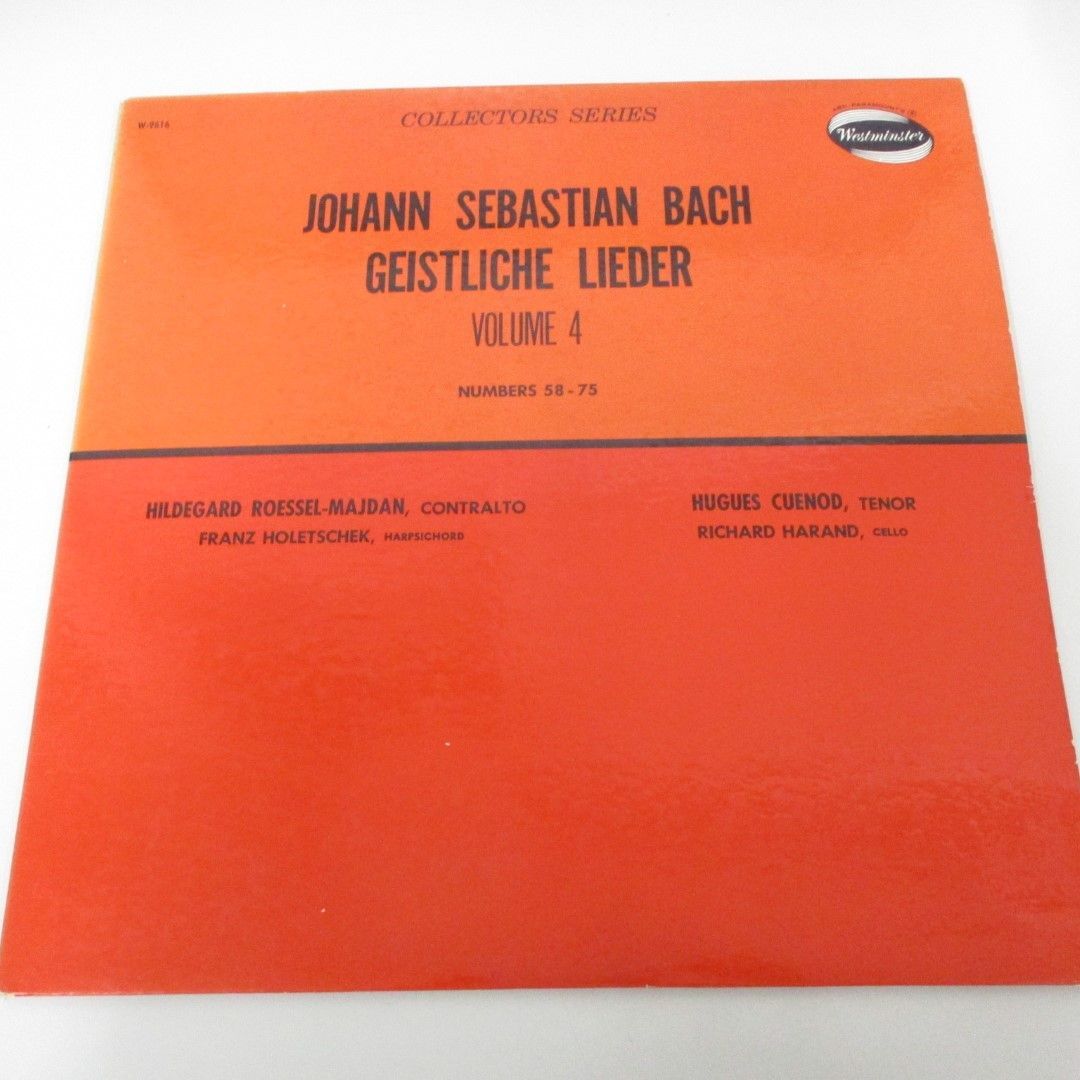 W-9616
COLLECTORS SERIES
Westminster
JOHANN SEBASTIAN BACH
GEISTLICHE LIEDER
VOLUME 4
NUMBERS 58-75
HILDEGARD ROESSEL-MAJDAN, CONTRALTO
FRANZ HOLETSCHEK, HARPSICHORD
HUGUES CUENOD, TENOR
RICHARD HARAND, CELLO